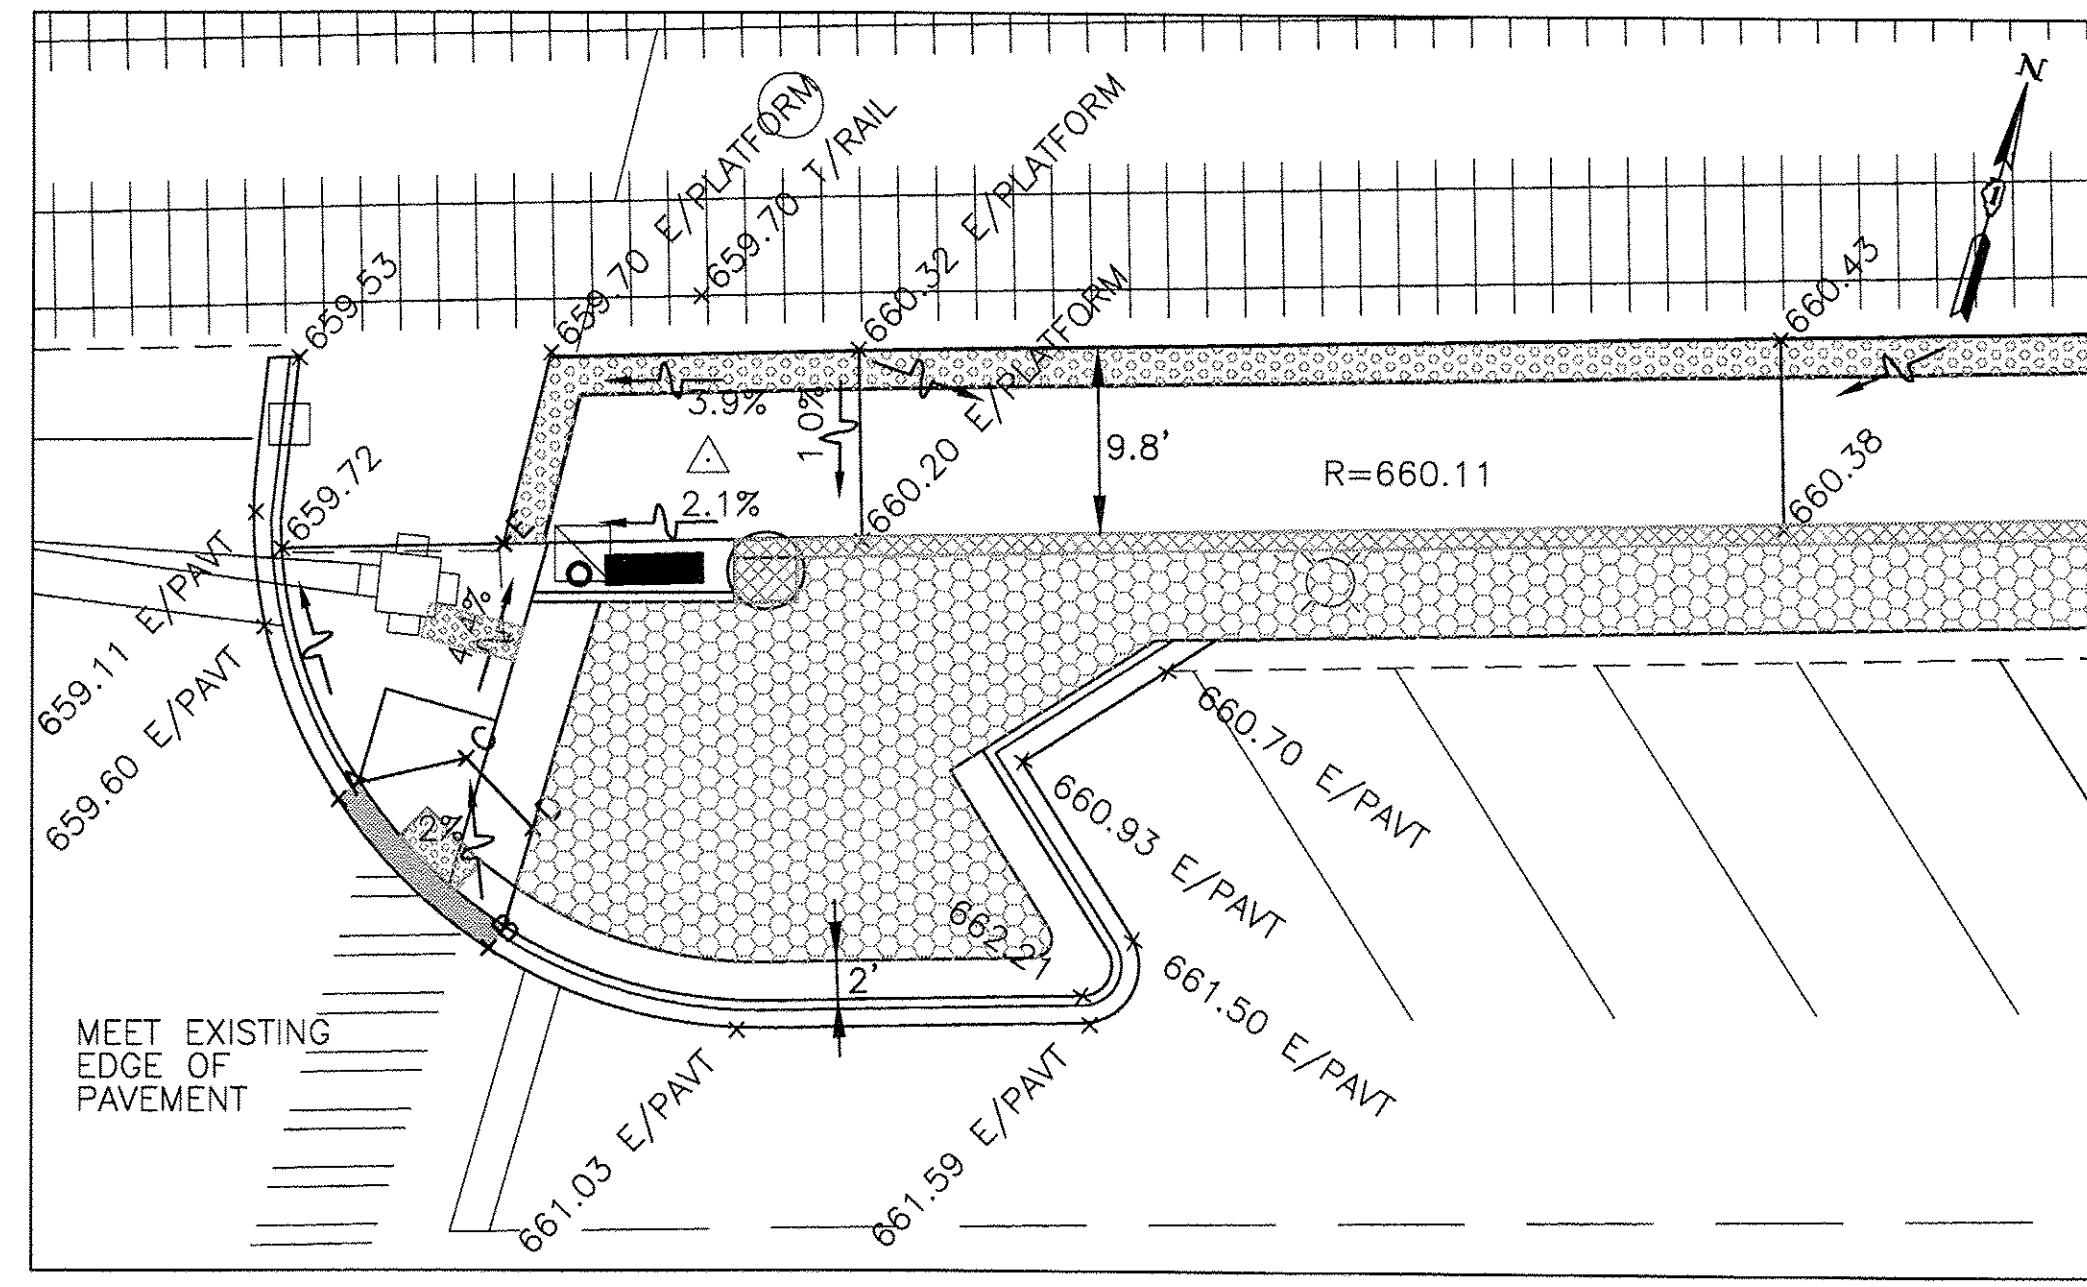 N
659.70 E/PLATFORM
659.70 T/RAIL
660.32 E/PLATFORM
659.53
660.43
3.9%
1.0%
660.20 E/PLATFORM
9.8'
R=660.11
659.72
660.38
2.1%
E
659.11 E/PAVT
4.4%
659.60 E/PAVT
C
A
D
2%
B
660.70 E/PAVT
660.93 E/PAVT
662.21
2'
661.50 E/PAVT
MEET EXISTING
EDGE OF
PAVEMENT
661.03 E/PAVT
661.59 E/PAVT